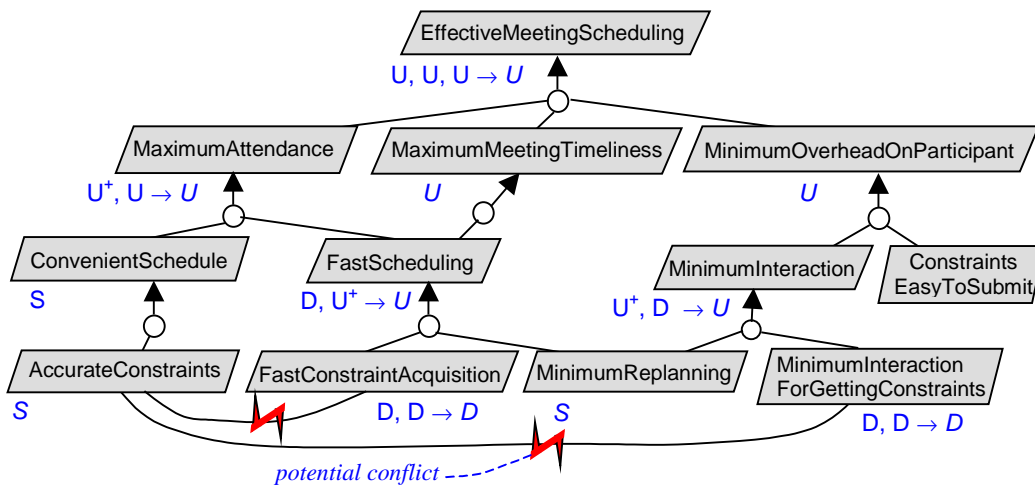 EffectiveMeetingScheduling
U, U, U → U
MaximumAttendance
MaximumMeetingTimeliness
MinimumOverheadOnParticipant
U⁺, U → U
U
U
ConvenientSchedule
FastScheduling
MinimumInteraction
Constraints
EasyToSubmit
S
D, U⁺ → U
U⁺, D → U
AccurateConstraints
FastConstraintAcquisition
MinimumReplanning
MinimumInteraction
ForGettingConstraints
S
D, D → D
S
D, D → D
potential conflict